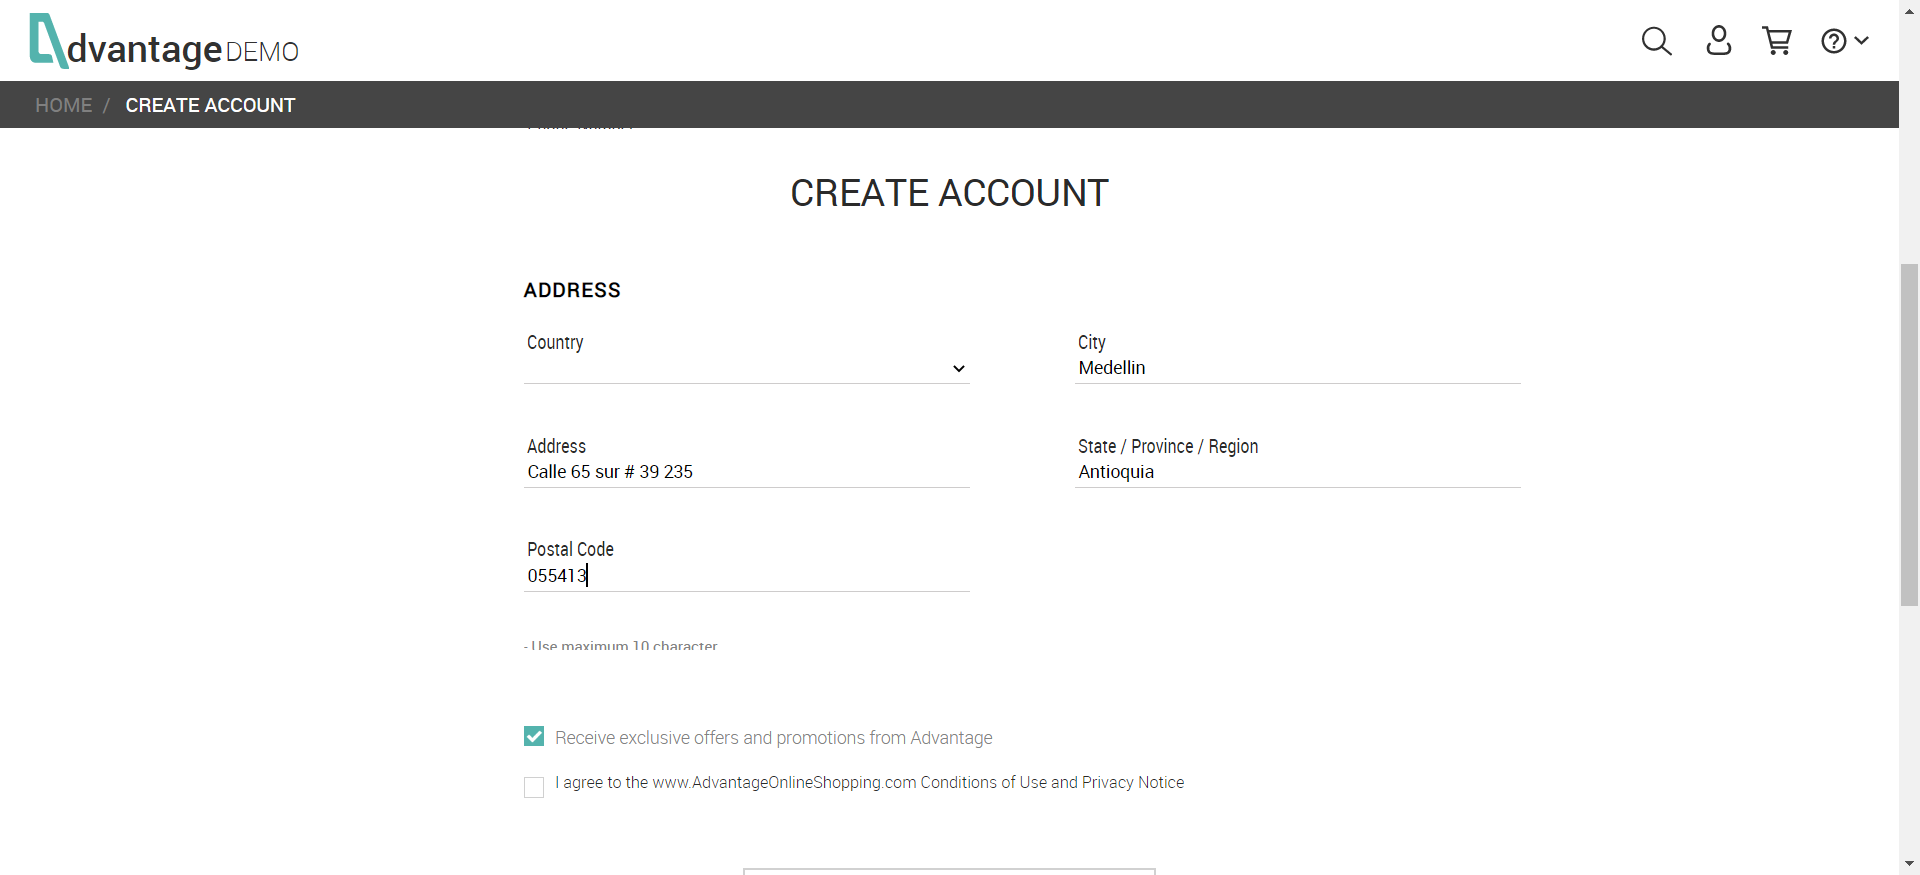 dvantage DEMO
HOME / CREATE ACCOUNT
CREATE ACCOUNT
ADDRESS
Country
City
Medellin
Address
Calle 65 sur # 39 235
State / Province / Region
Antioquia
Postal Code
055413
- Use maximum 10 character
Receive exclusive offers and promotions from Advantage
I agree to the www.AdvantageOnlineShopping.com Conditions of Use and Privacy Notice